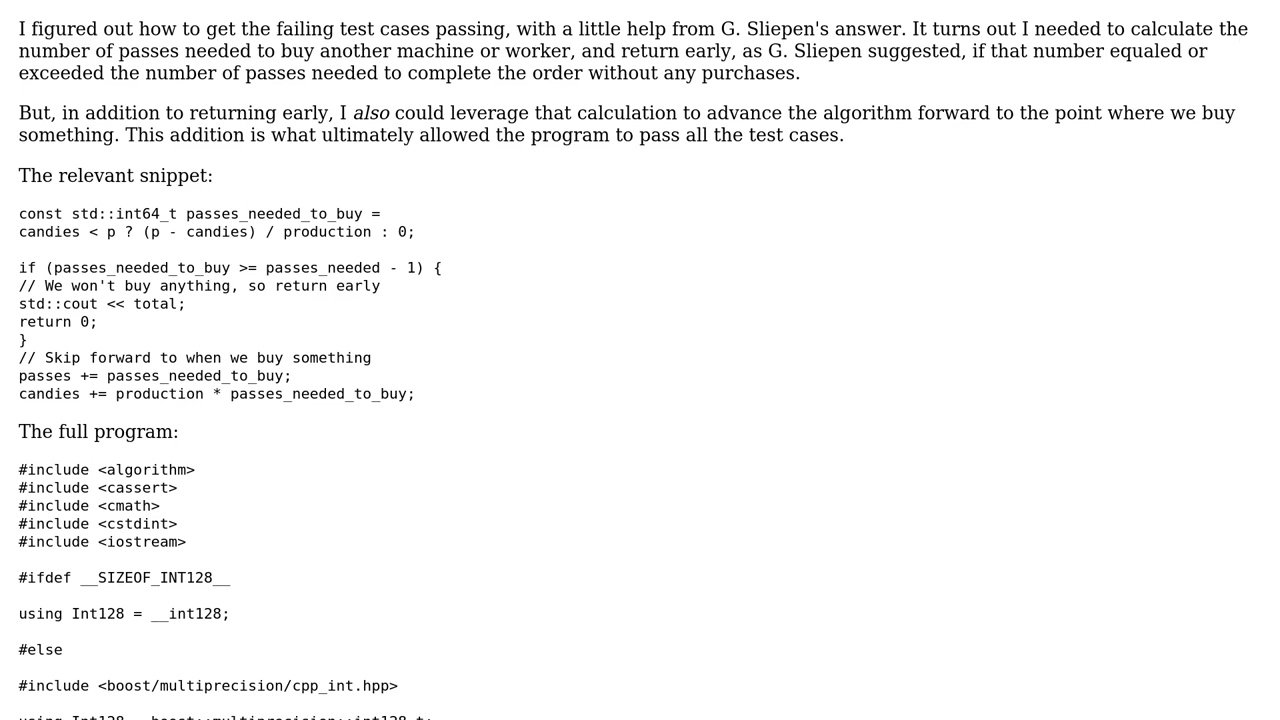 I figured out how to get the failing test cases passing, with a little help from G. Sliepen's answer. It turns out I needed to calculate the
number of passes needed to buy another machine or worker, and return early, as G. Sliepen suggested, if that number equaled or
exceeded the number of passes needed to complete the order without any purchases.
But, in addition to returning early, I also could leverage that calculation to advance the algorithm forward to the point where we buy
something. This addition is what ultimately allowed the program to pass all the test cases.
The relevant snippet:
const std::int64_t passes_needed_to_buy =
candies < p ? (p - candies) / production : 0;
if (passes_needed_to_buy >= passes_needed - 1) {
// We won't buy anything, so return early
std::cout << total;
return 0;
}
// Skip forward to when we buy something
passes += passes_needed_to_buy;
candies += production * passes_needed_to_buy;
The full program:
#include <algorithm>
#include <cassert>
#include <cmath>
#include <cstdint>
#include <iostream>
#ifdef __SIZEOF_INT128__
using Int128 = __int128;
#else
#include <boost/multiprecision/cpp_int.hpp>